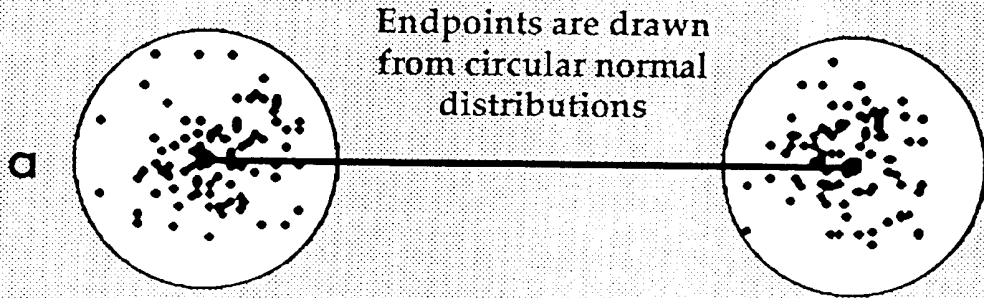 Endpoints are drawn
from circular normal
distributions
a